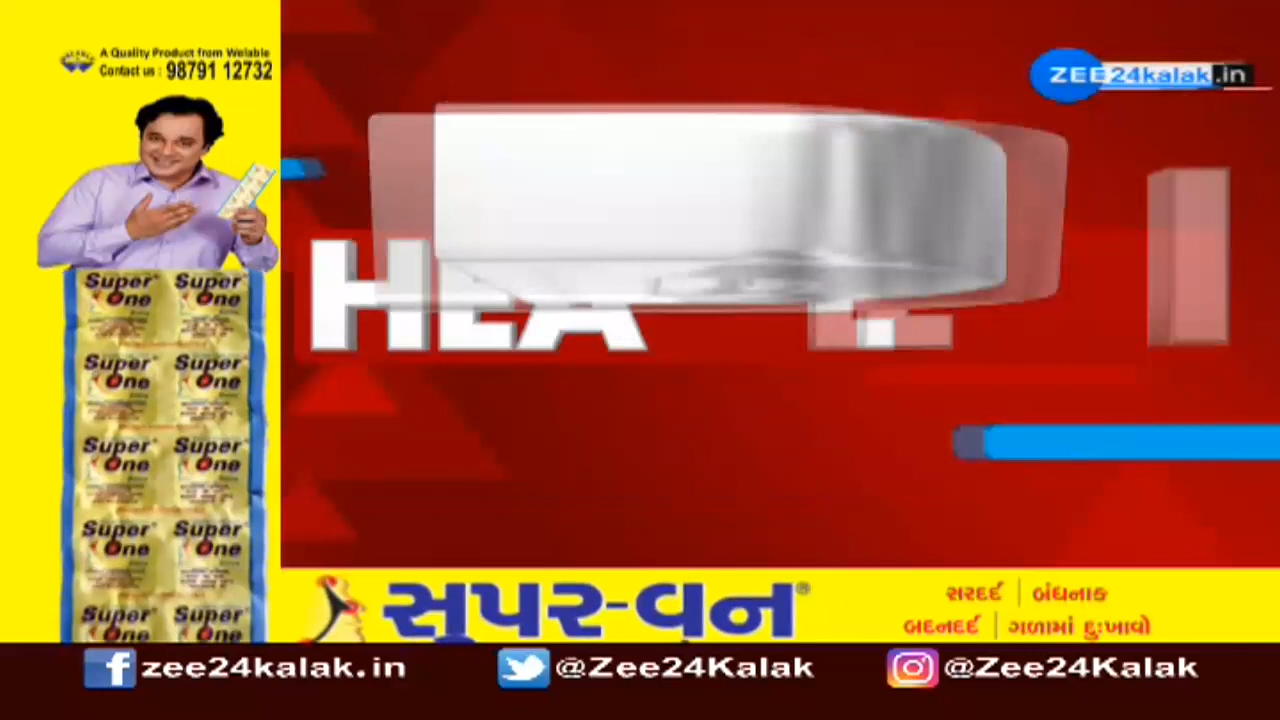 A Quality Product from Welable
Contact us : 98791 12732
ZEE24kalak.in
HEA
Super One Super One
Super One Super One
Super One Super One
Super One Super One
Super One Super One
સુપર-વન®
સરદર્દ | બંધનાક
બદનદર્દ | ગળામાં દુઃખાવો
zee24kalak.in @Zee24Kalak @Zee24Kalak